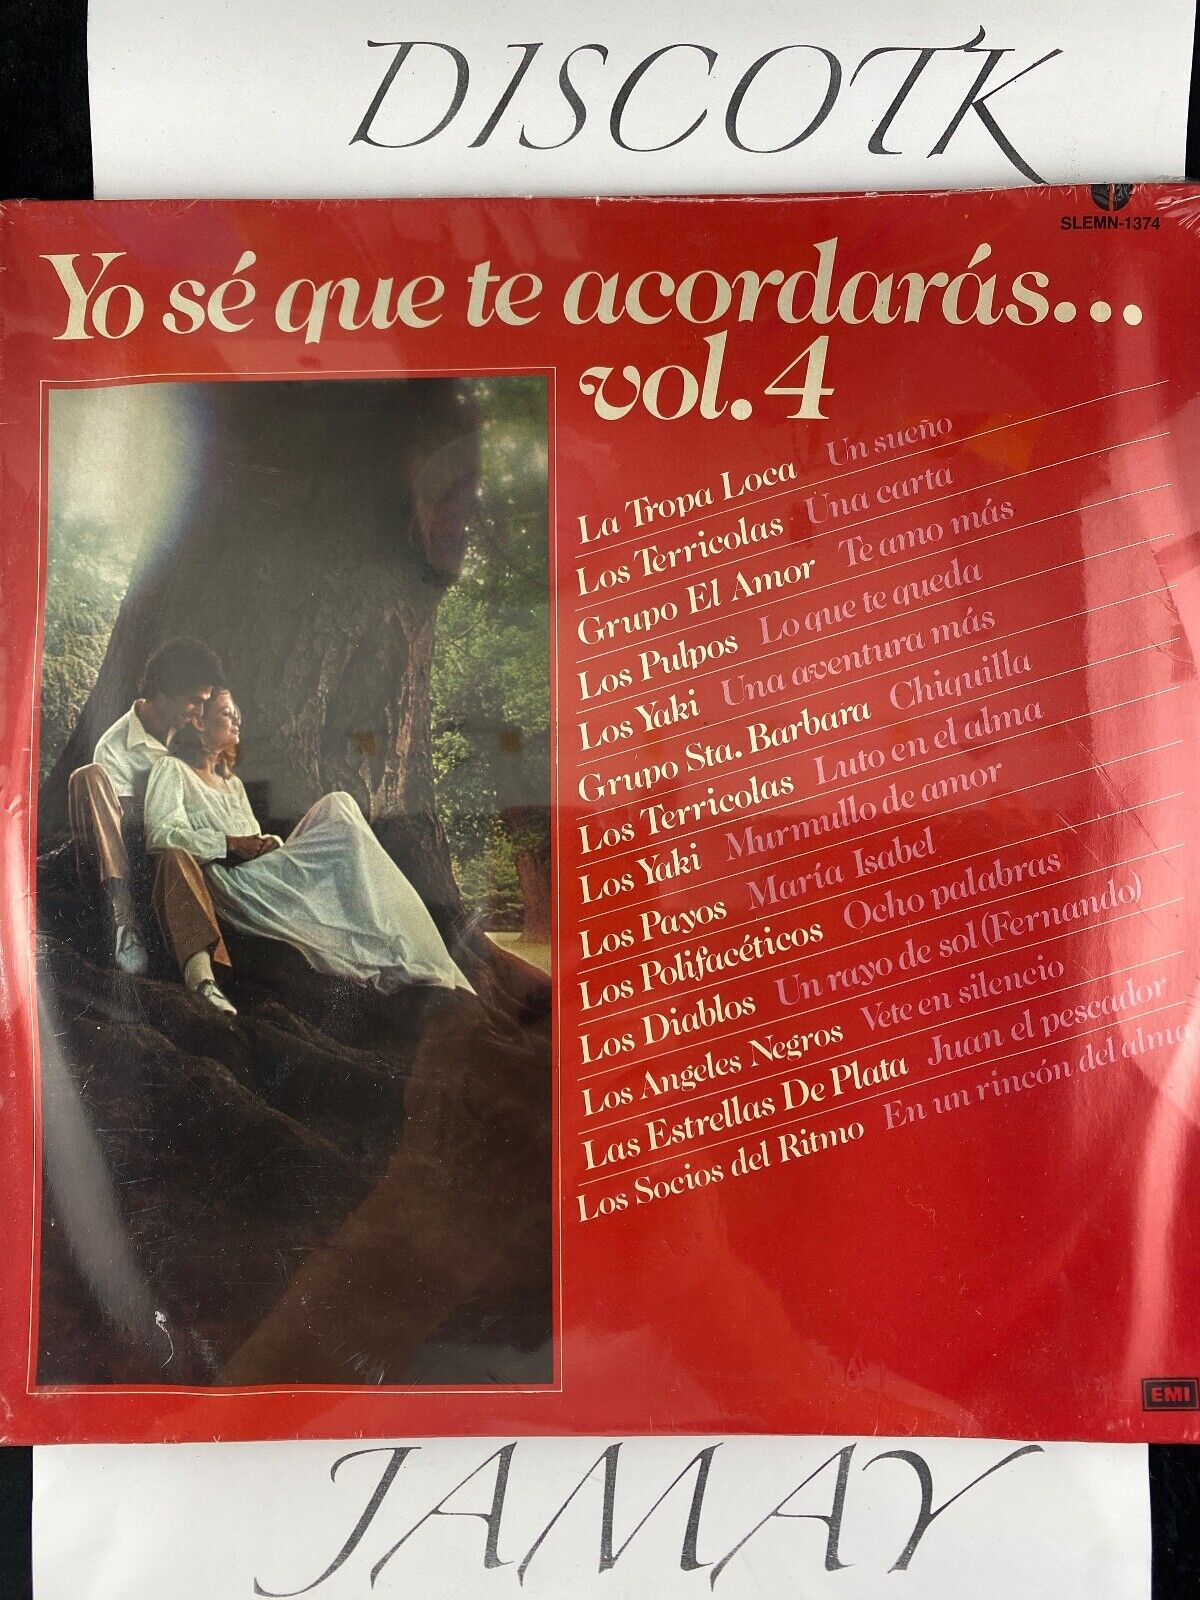 DISCOTK
SLEMN-1374
Yo sé que te acordarás...
vol. 4
La Tropa Loca Un sueño
Los Terricolas Una carta
Grupo El Amor Te amo más
Los Pulpos Lo que te queda
Los Yaki Una aventura más
Grupo Sta. Barbara Chiquilla
Los Terricolas Luto en el alma
Los Yaki Murmullo de amor
Los Payos María Isabel
Los Polifacéticos Ocho palabras
Los Diablos Un rayo de sol (Fernando)
Los Angeles Negros Vete en silencio
Las Estrellas De Plata Juan el pescador
Los Socios del Ritmo En un rincón del alma
EMI
JAMAY